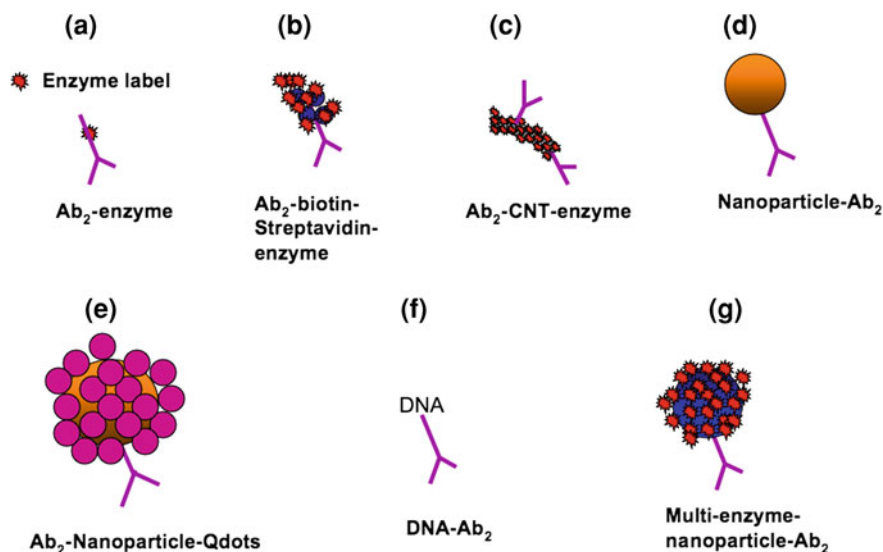 (a)
(b)
(c)
(d)
Enzyme label
Ab₂-enzyme
Ab₂-biotin-
Streptavidin-
enzyme
Ab₂-CNT-enzyme
Nanoparticle-Ab₂
(e)
(f)
(g)
DNA
Ab₂-Nanoparticle-Qdots
DNA-Ab₂
Multi-enzyme-
nanoparticle-Ab₂